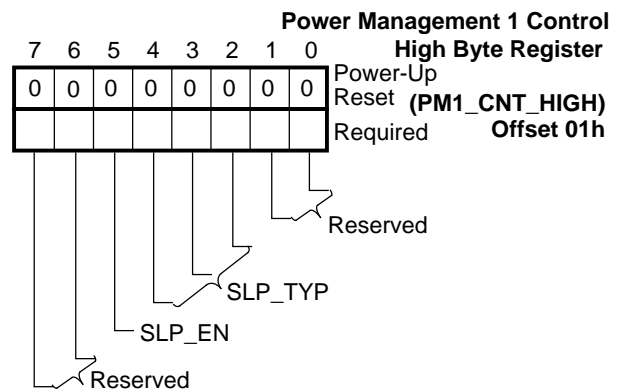 Power Management 1 Control
High Byte Register
(PM1_CNT_HIGH)
Offset 01h
7 6 5 4 3 2 1 0
0 0 0 0 0 0 0 0
Power-Up
Reset
Required
Reserved
SLP_TYP
SLP_EN
Reserved